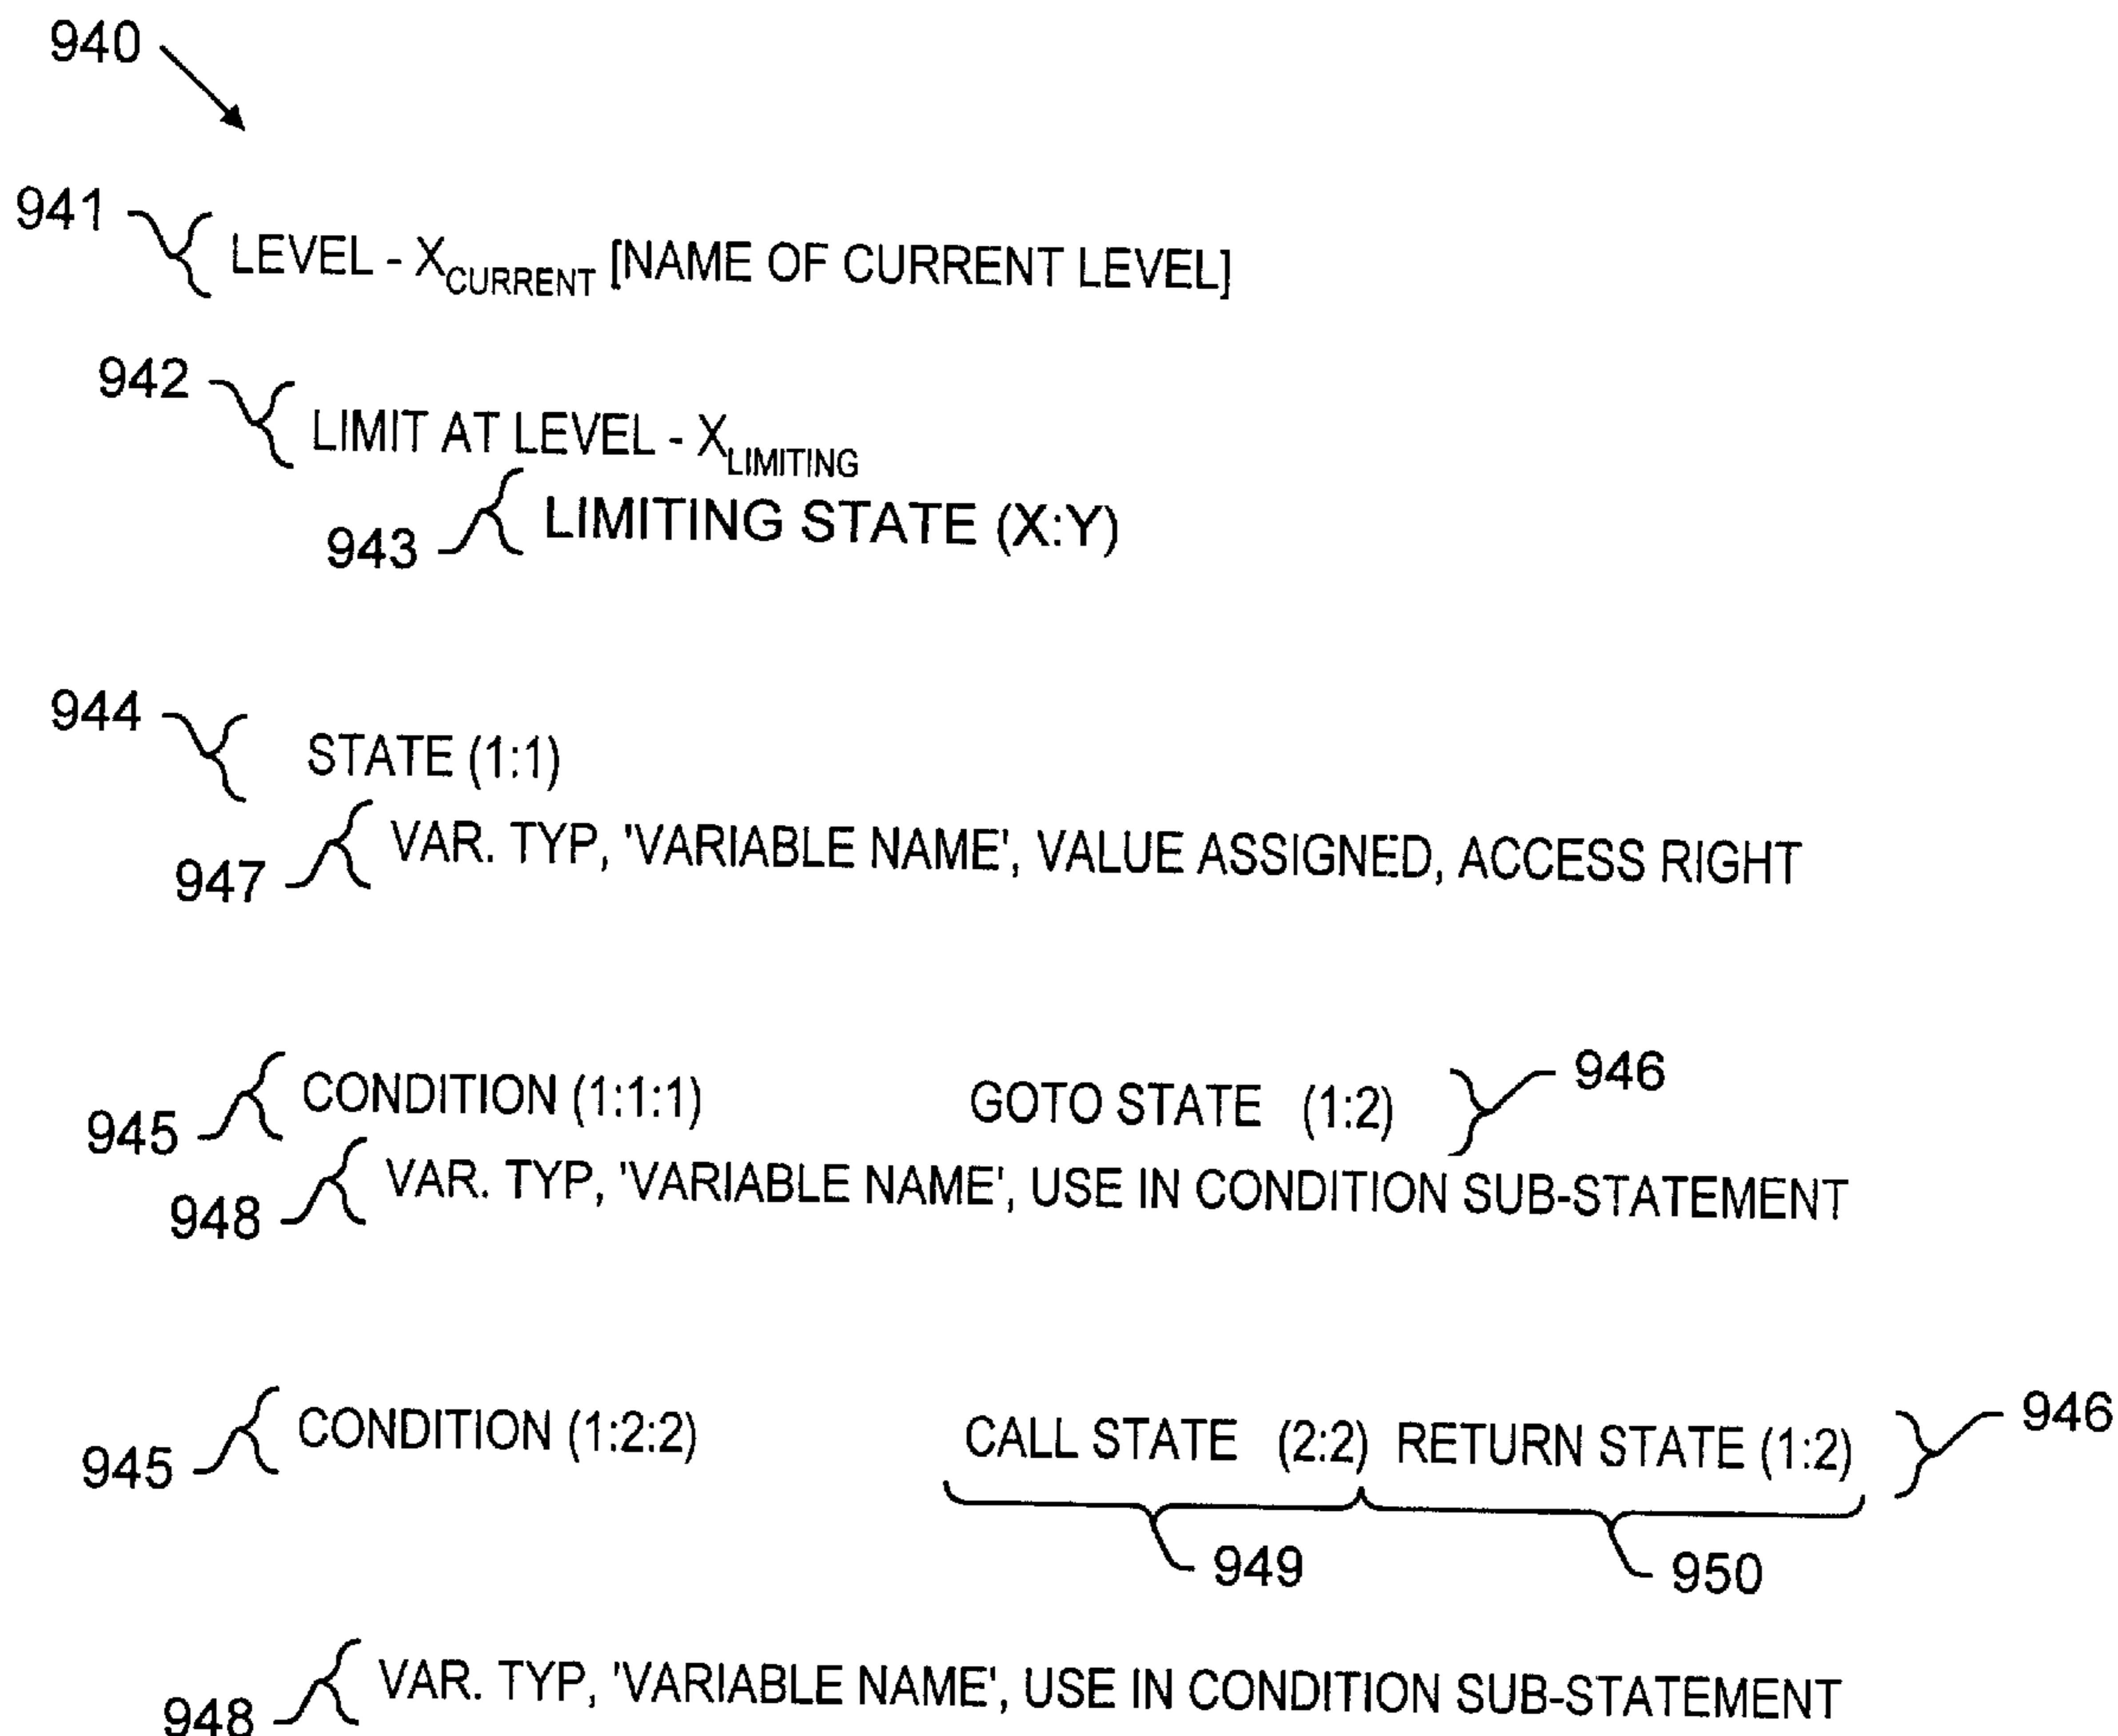 940
941 LEVEL - X_CURRENT [NAME OF CURRENT LEVEL]
942 LIMIT AT LEVEL - X_LIMITING
943 LIMITING STATE (X:Y)
944 STATE (1:1)
947 VAR. TYP, 'VARIABLE NAME', VALUE ASSIGNED, ACCESS RIGHT
945 CONDITION (1:1:1) GOTO STATE (1:2) 946
948 VAR. TYP, 'VARIABLE NAME', USE IN CONDITION SUB-STATEMENT
945 CONDITION (1:2:2) CALL STATE (2:2) RETURN STATE (1:2) 946
949 950
948 VAR. TYP, 'VARIABLE NAME', USE IN CONDITION SUB-STATEMENT